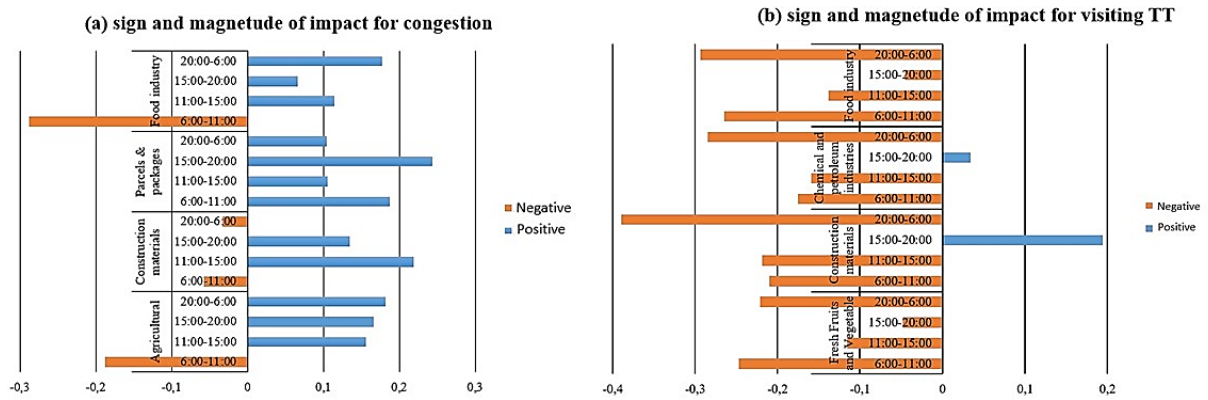 (a) sign and magnetude of impact for congestion
Food industry
20:00-6:00
15:00-20:00
11:00-15:00
6:00-11:00
Parcels &
packages
20:00-6:00
15:00-20:00
11:00-15:00
6:00-11:00
Construction
materials
20:00-6:00
15:00-20:00
11:00-15:00
6:00-11:00
Agricultural
20:00-6:00
15:00-20:00
11:00-15:00
6:00-11:00
-0,3 -0,2 -0,1 0 0,1 0,2 0,3
Negative
Positive
(b) sign and magnetude of impact for visiting TT
Food industry
20:00-6:00
15:00-20:00
11:00-15:00
6:00-11:00
Chemical and
petroleum
industries
20:00-6:00
15:00-20:00
11:00-15:00
6:00-11:00
Construction
materials
20:00-6:00
15:00-20:00
11:00-15:00
6:00-11:00
Fresh Fruits
and Vegetable
20:00-6:00
15:00-20:00
11:00-15:00
6:00-11:00
-0,4 -0,3 -0,2 -0,1 0 0,1 0,2
Negative
Positive